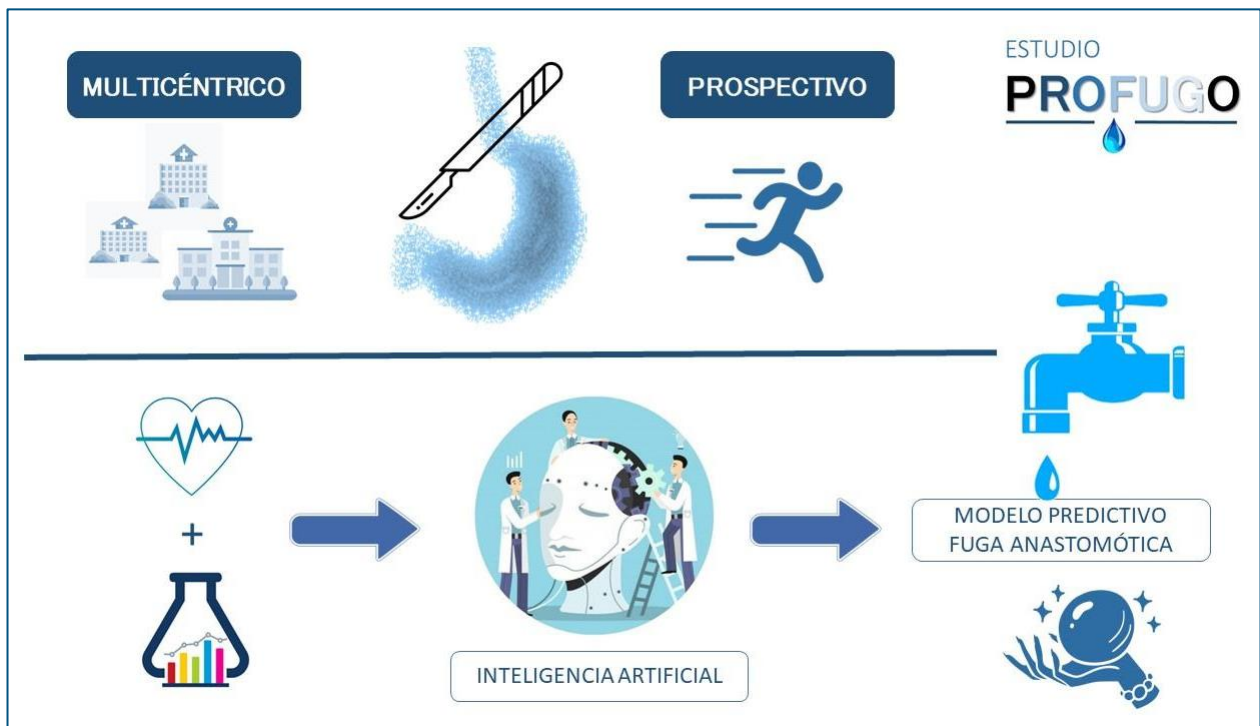 MULTICÉNTRICO
PROSPECTIVO
ESTUDIO
PROFUGO
INTELIGENCIA ARTIFICIAL
MODELO PREDICTIVO
FUGA ANASTOMÓTICA